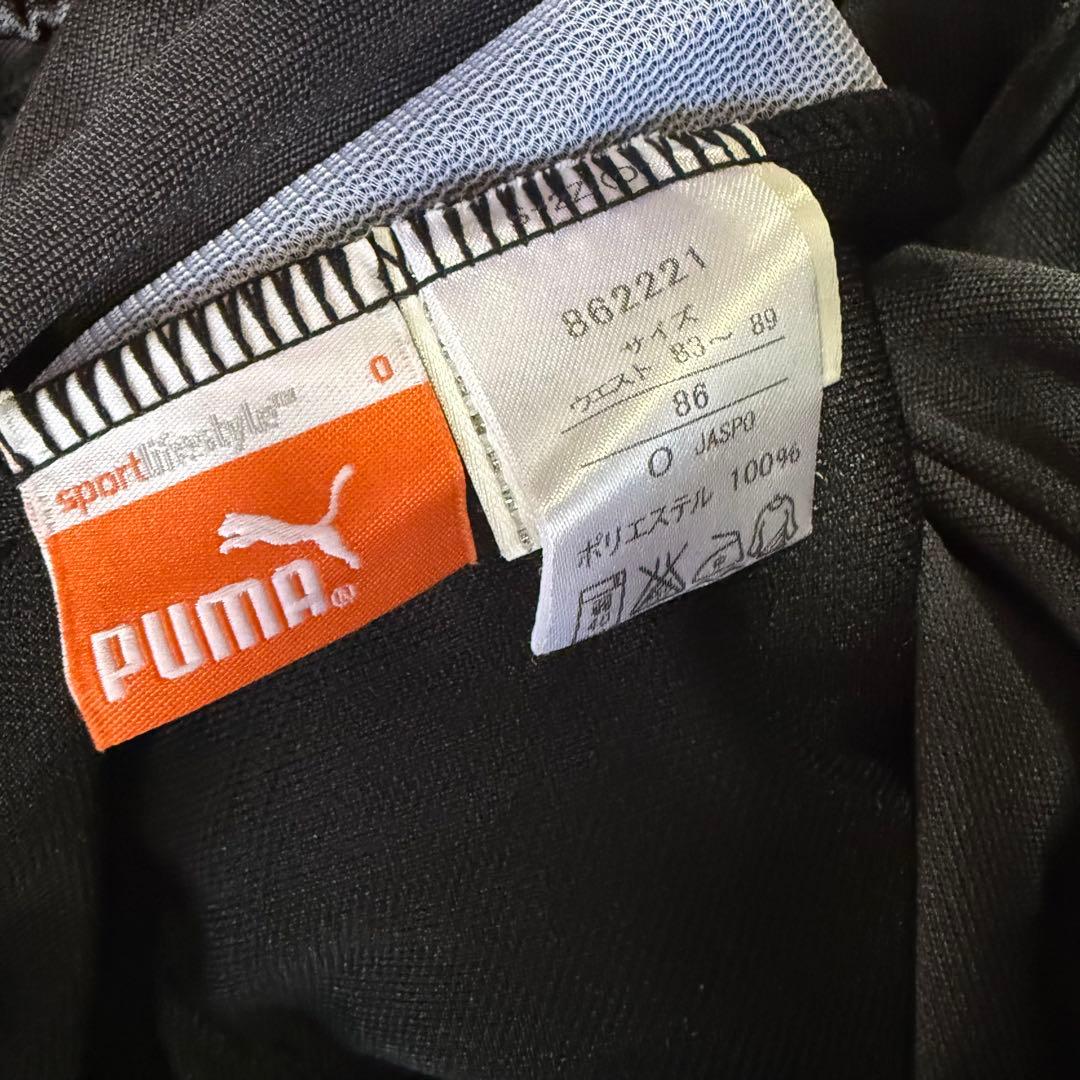 sportlifestyle™
O
PUMA®
862221
サイズ
ウエスト 83～89
86
O JASPO
ポリエステル 100%